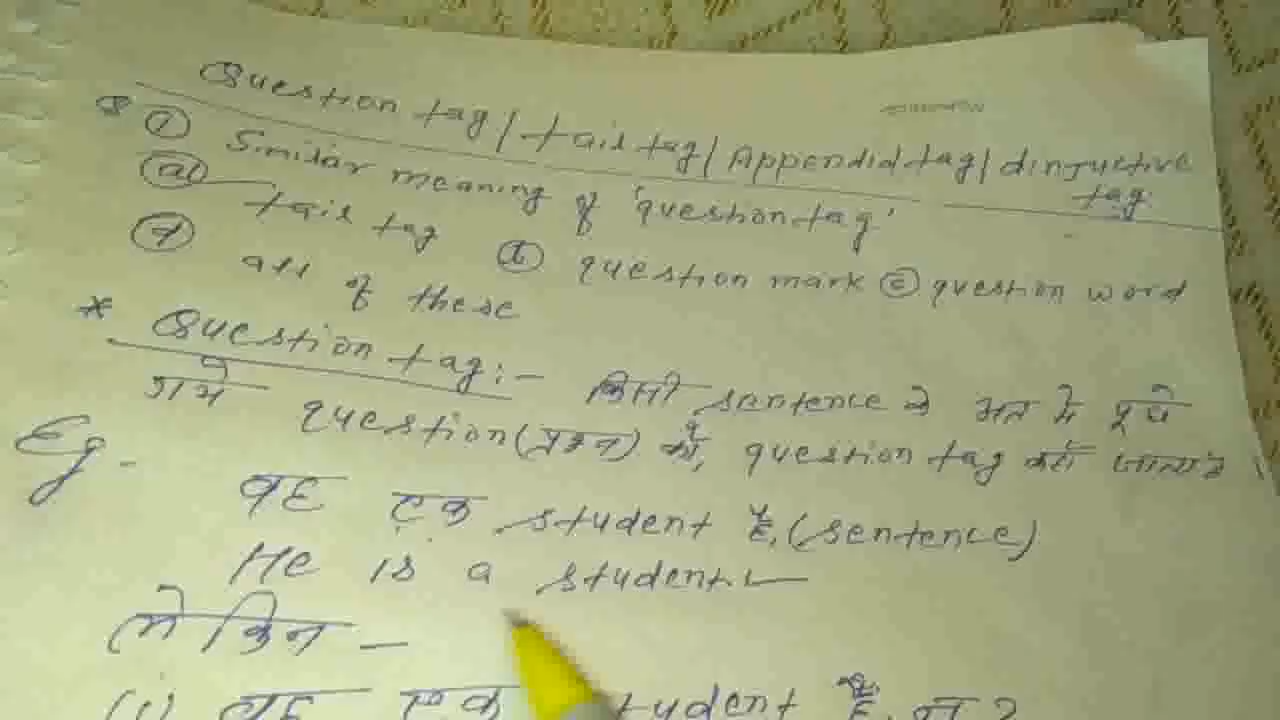 Question tag / tail tag / Appendid tag / dinjuctive tag.
Q ① Similar meaning of 'question tag'
ⓐ tail tag ⓑ question mark ⓒ question word
ⓓ all of these
* Question tag:- किसी sentence के अन्त मे पूछे
गये question (प्रश्न) को, question tag कहाँ जाता है
Eg -
वह एक student है, (sentence)
He is a student.
लेकिन —
(i) वह एक student है, न?